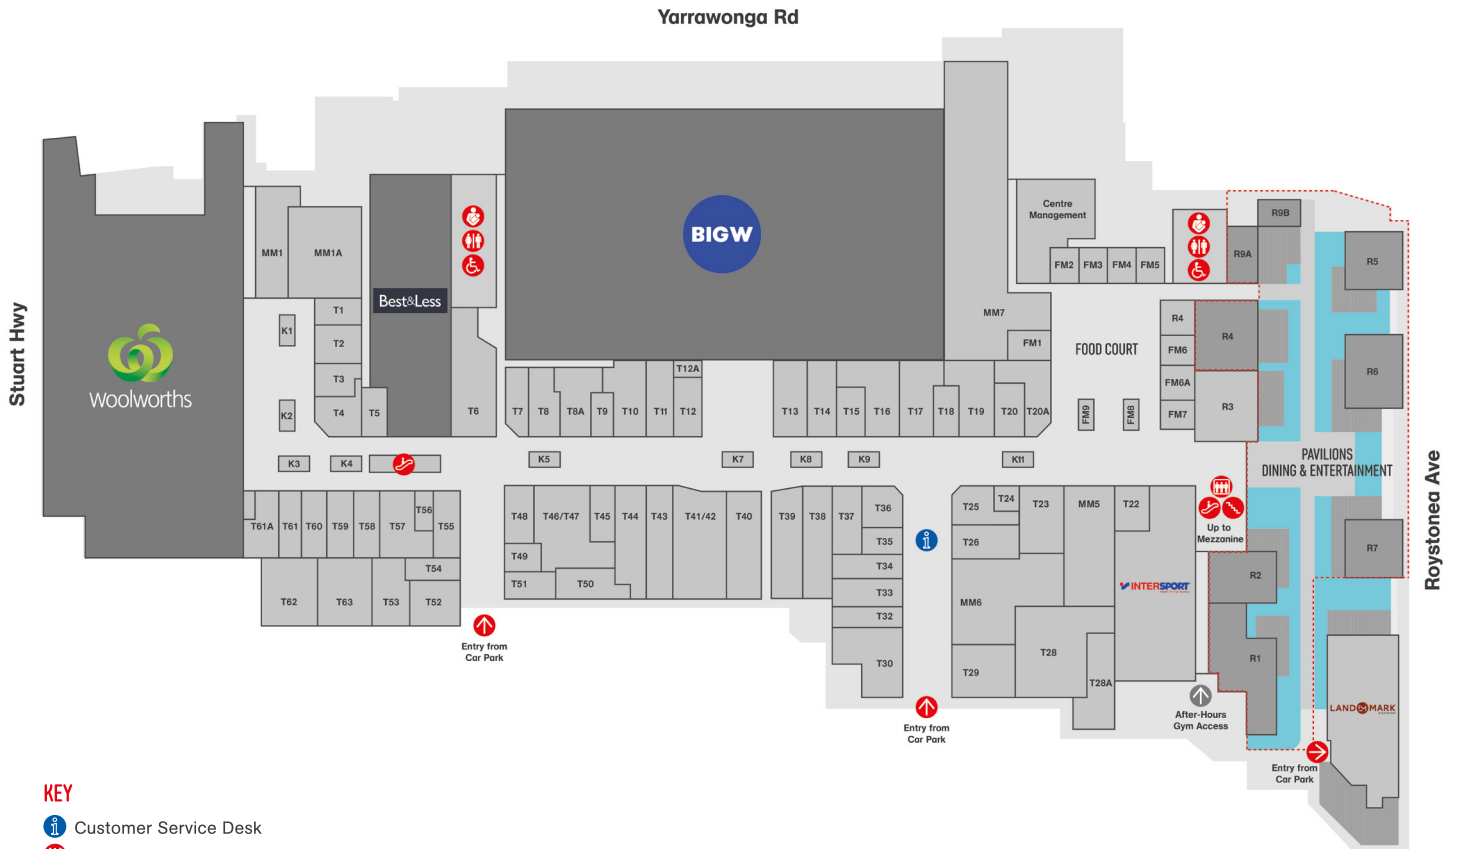 Yarrawonga Rd
Stuart Hwy
Roystonea Ave
Woolworths
MM1
MM1A
Best&Less
BIGW
Centre
Management
FM2
FM3
FM4
FM5
R9B
R9A
R5
K1
T1
T2
T3
T4
T5
K2
T6
MM7
FM1
FOOD COURT
R4
FM6
FM6A
FM7
R4
R3
R6
FM9
FM8
T7
T8
T8A
T9
T10
T11
T12A
T12
T13
T14
T15
T16
T17
T18
T19
T20
T20A
K3
K4
K5
K7
K8
K9
K11
PAVILIONS
DINING & ENTERTAINMENT
T61A
T61
T60
T59
T58
T57
T56
T55
T54
T62
T63
T53
T52
T48
T46/T47
T45
T44
T43
T41/42
T40
T49
T51
T50
T39
T38
T37
T36
T35
T34
T33
T32
T30
T25
T24
T23
MM5
T22
T26
MM6
INTERSPORT
T28
T29
T28A
Up to
Mezzanine
R7
R2
R1
LANDMARK
Entry from
Car Park
Entry from
Car Park
After-Hours
Gym Access
Entry from
Car Park
KEY
Customer Service Desk